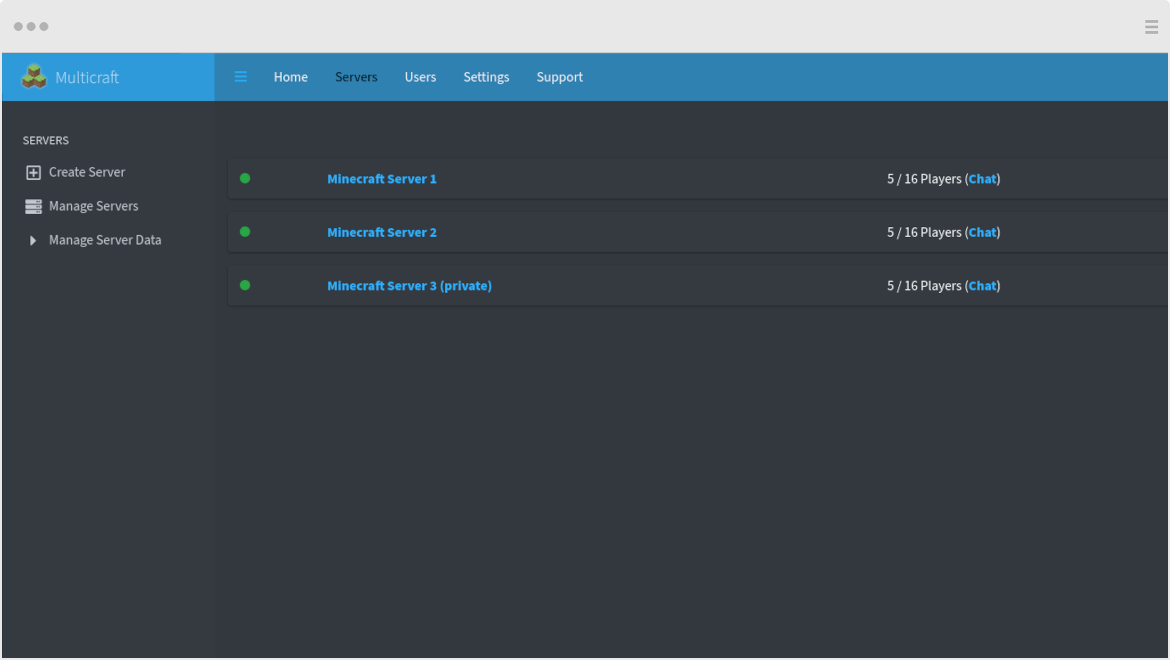 Multicraft
Home Servers Users Settings Support
SERVERS
Create Server
Manage Servers
Manage Server Data
Minecraft Server 1 5 / 16 Players (Chat)
Minecraft Server 2 5 / 16 Players (Chat)
Minecraft Server 3 (private) 5 / 16 Players (Chat)